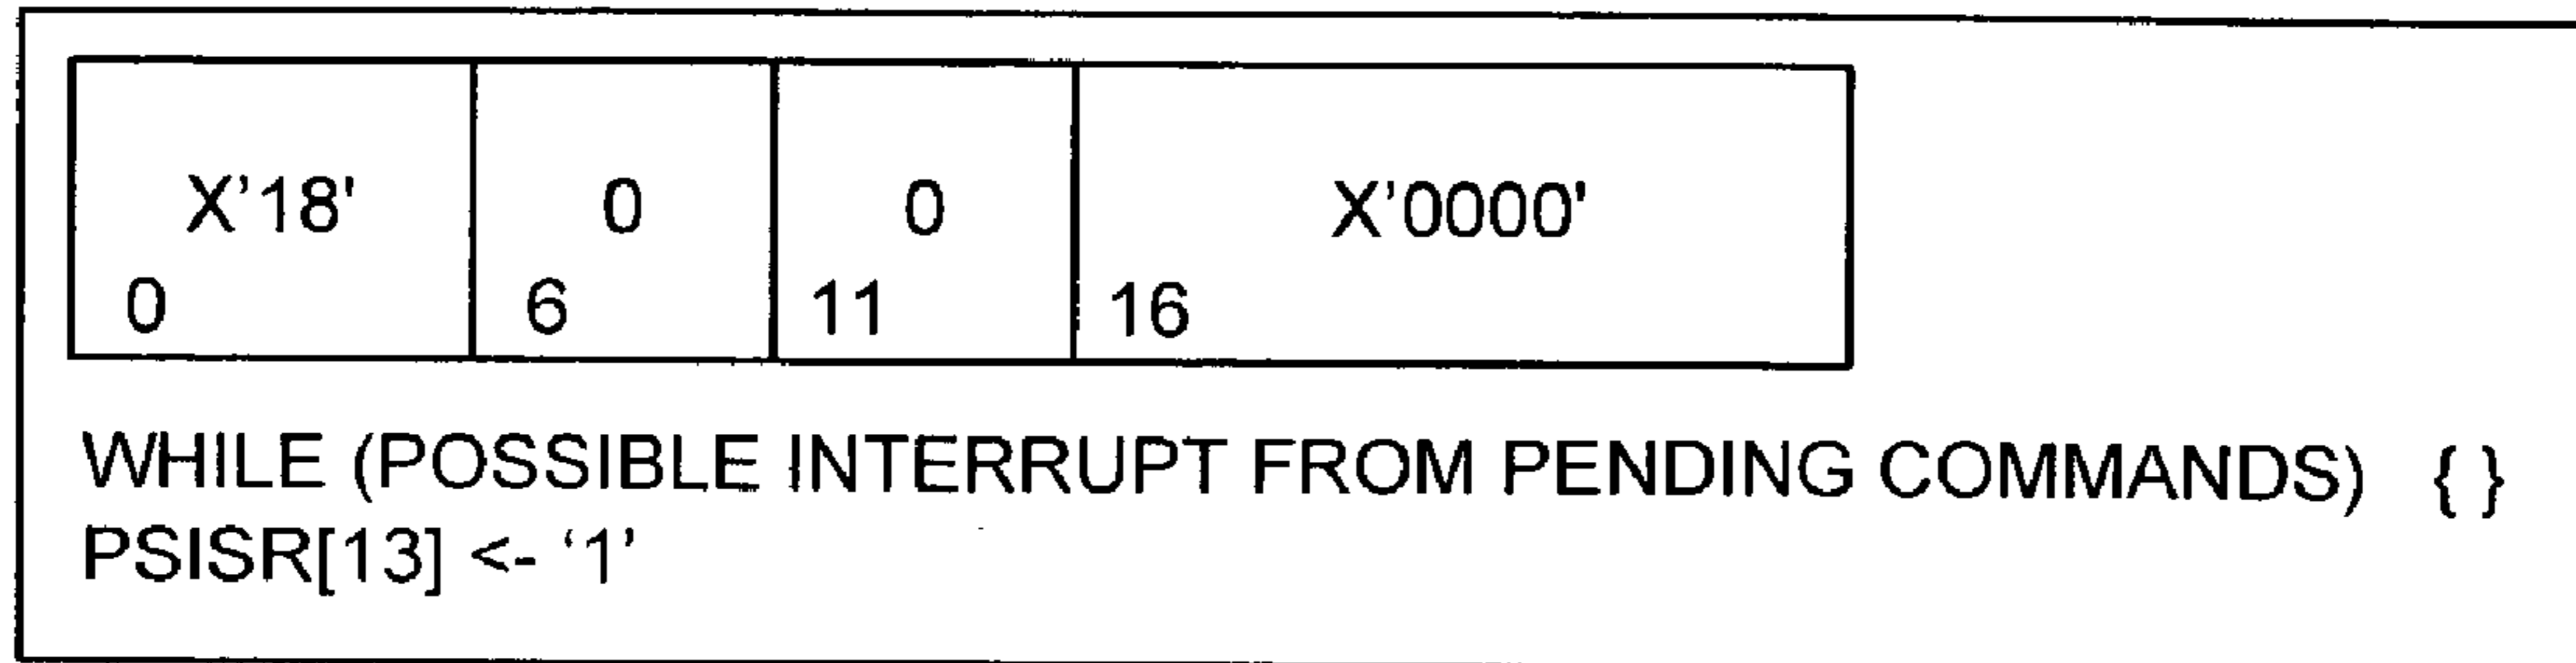 X'18' 0 0 X'0000'
0 6 11 16
WHILE (POSSIBLE INTERRUPT FROM PENDING COMMANDS) { }
PSISR[13] <- ‘1’